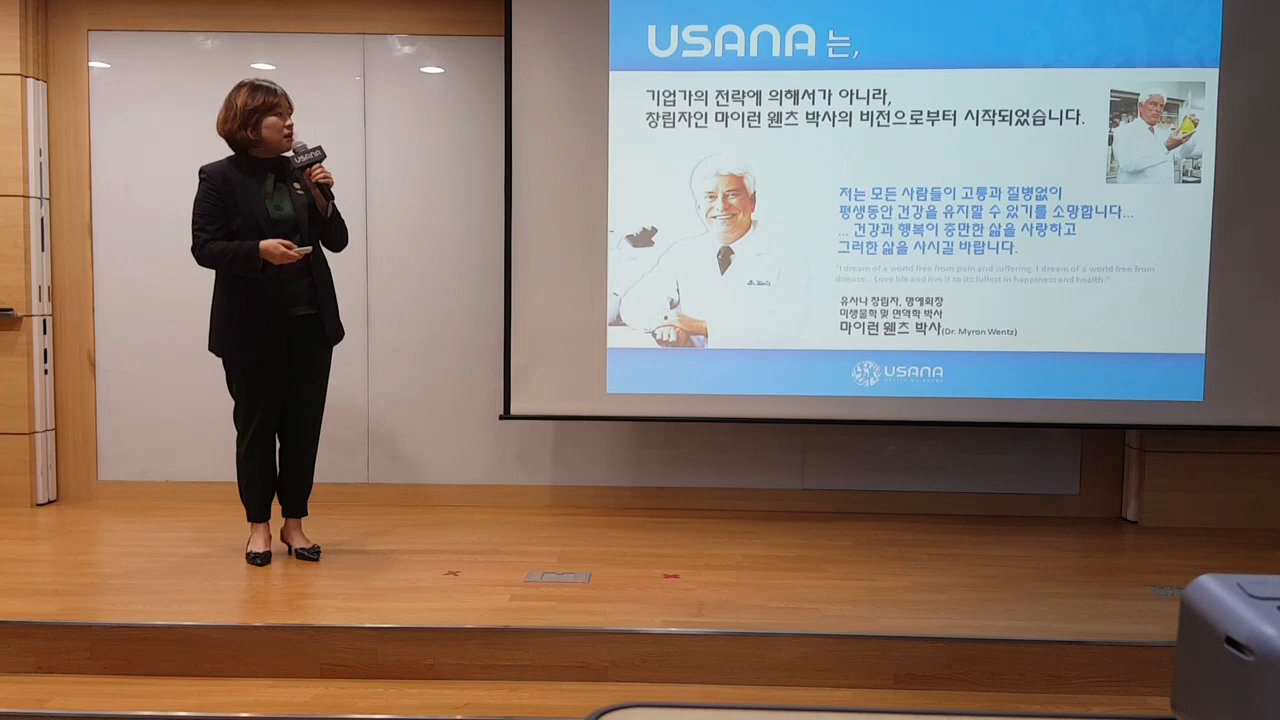 USANA 는,
기업가의 전략에 의해서가 아니라,
창립자인 마이런 웬츠 박사의 비전으로부터 시작되었습니다.
저는 모든 사람들이 고통과 질병없이
평생동안 건강을 유지할 수 있기를 소망합니다...
... 건강과 행복이 충만한 삶을 사랑하고
그러한 삶을 사시길 바랍니다.
"I dream of a world free from pain and suffering. I dream of a world free from
disease... Love life and live it to its fullest in happiness and health."
유사나 창립자, 명예회장
미생물학 및 면역학 박사
마이런 웬츠 박사(Dr. Myron Wentz)
Dr. Wentz
USANA
HEALTH SCIENCES
USANA